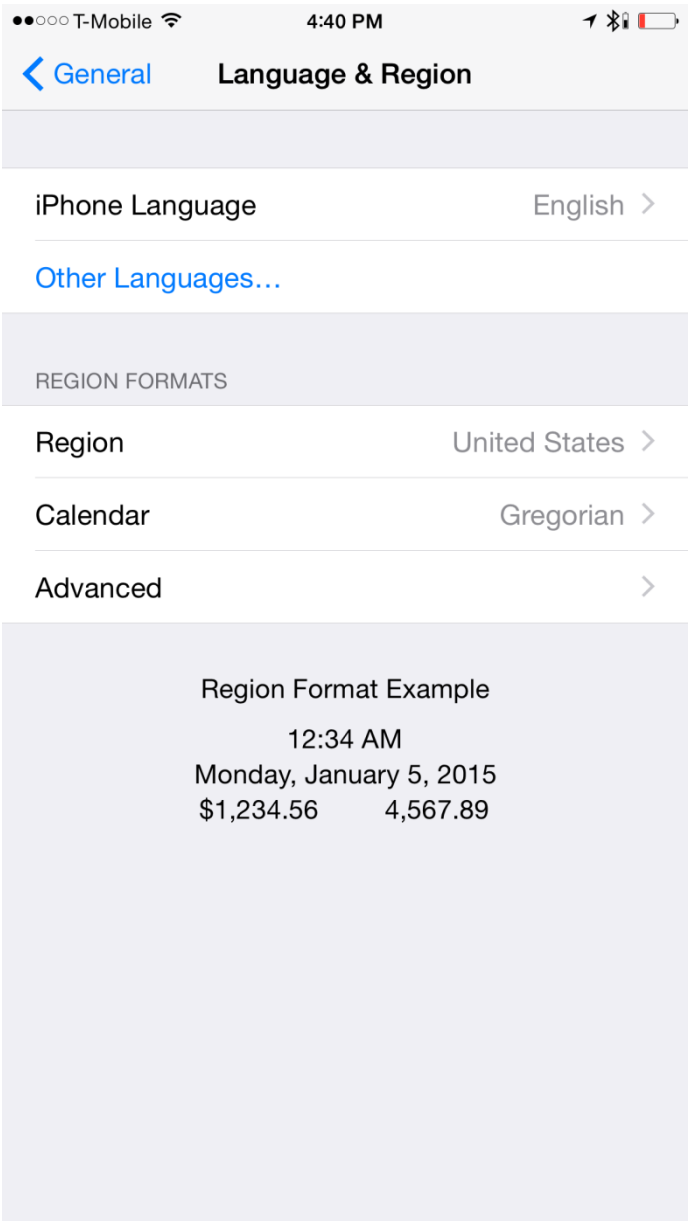 T-Mobile 4:40 PM
General Language & Region
iPhone Language English
Other Languages...
REGION FORMATS
Region United States
Calendar Gregorian
Advanced
Region Format Example
12:34 AM
Monday, January 5, 2015
$1,234.56 4,567.89